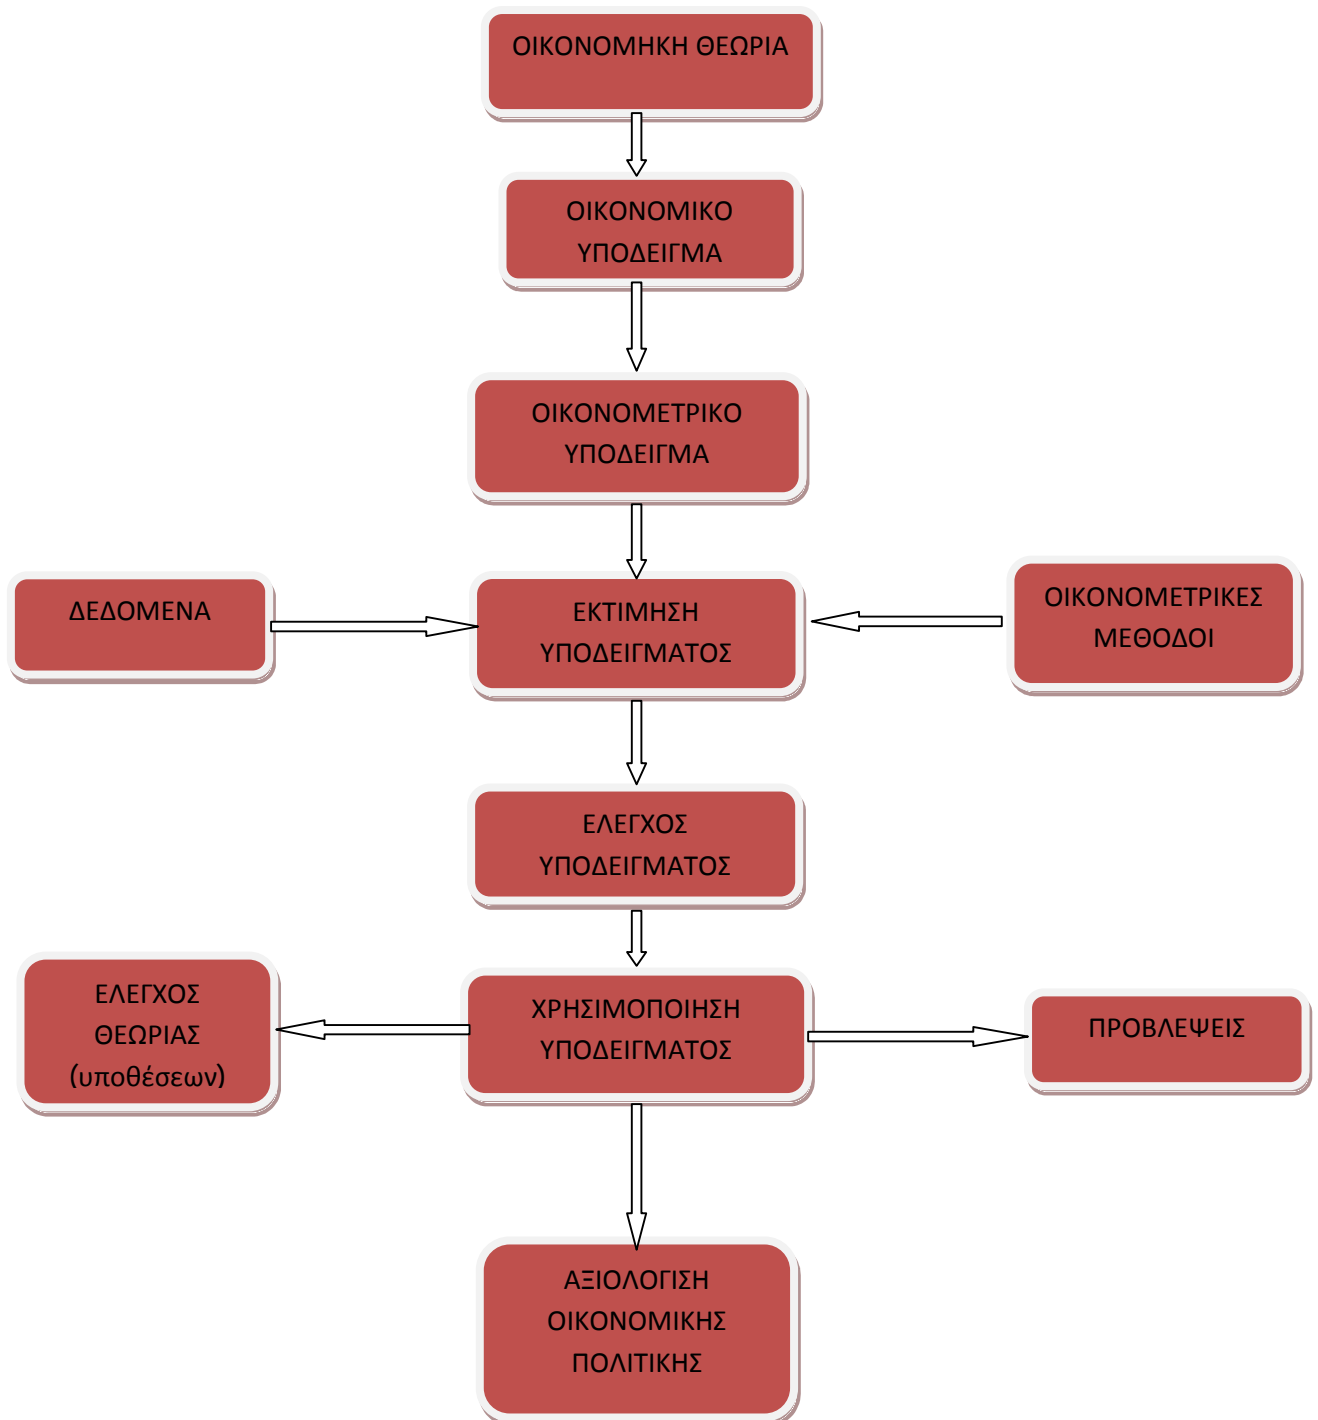 ΟΙΚΟΝΟΜΗΚΗ ΘΕΩΡΙΑ
ΟΙΚΟΝΟΜΙΚΟ
ΥΠΟΔΕΙΓΜΑ
ΟΙΚΟΝΟΜΕΤΡΙΚΟ
ΥΠΟΔΕΙΓΜΑ
ΔΕΔΟΜΕΝΑ
ΕΚΤΙΜΗΣΗ
ΥΠΟΔΕΙΓΜΑΤΟΣ
ΟΙΚΟΝΟΜΕΤΡΙΚΕΣ
ΜΕΘΟΔΟΙ
ΕΛΕΓΧΟΣ
ΥΠΟΔΕΙΓΜΑΤΟΣ
ΕΛΕΓΧΟΣ
ΘΕΩΡΙΑΣ
(υποθέσεων)
ΧΡΗΣΙΜΟΠΟΙΗΣΗ
ΥΠΟΔΕΙΓΜΑΤΟΣ
ΠΡΟΒΛΕΨΕΙΣ
ΑΞΙΟΛΟΓΙΣΗ
ΟΙΚΟΝΟΜΙΚΗΣ
ΠΟΛΙΤΙΚΗΣ